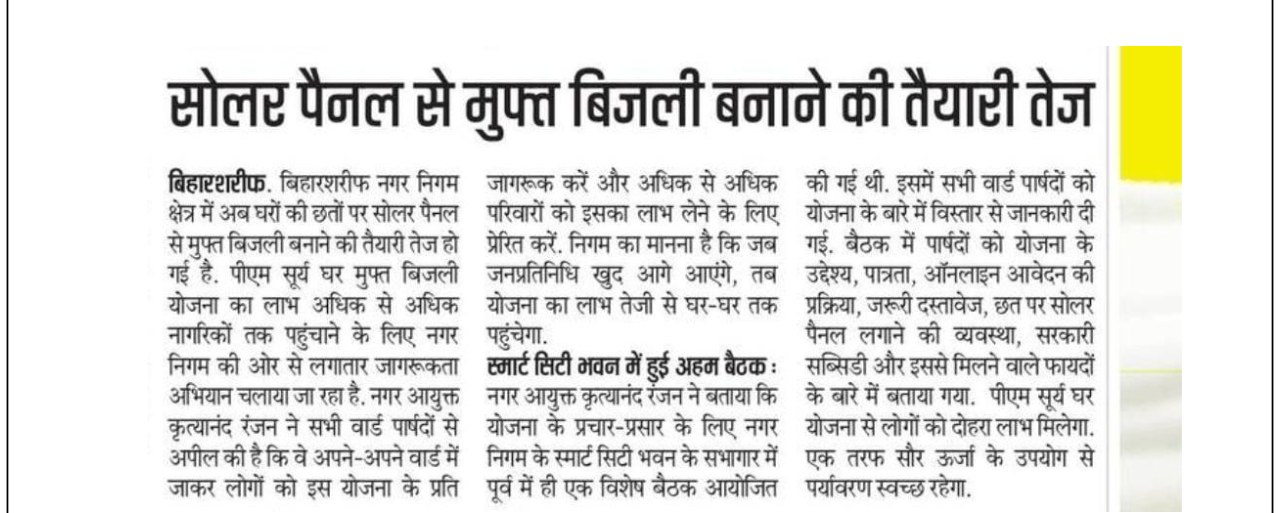 सोलर पैनल से मुफ्त बिजली बनाने की तैयारी तेज
बिहारशरीफ. बिहारशरीफ नगर निगम
क्षेत्र में अब घरों की छतों पर सोलर पैनल
से मुफ्त बिजली बनाने की तैयारी तेज हो
गई है. पीएम सूर्य घर मुफ्त बिजली
योजना का लाभ अधिक से अधिक
नागरिकों तक पहुंचाने के लिए नगर
निगम की ओर से लगातार जागरूकता
अभियान चलाया जा रहा है. नगर आयुक्त
कृत्यानंद रंजन ने सभी वार्ड पार्षदों से
अपील की है कि वे अपने-अपने वार्ड में
जाकर लोगों को इस योजना के प्रति
जागरूक करें और अधिक से अधिक
परिवारों को इसका लाभ लेने के लिए
प्रेरित करें. निगम का मानना है कि जब
जनप्रतिनिधि खुद आगे आएंगे, तब
योजना का लाभ तेजी से घर-घर तक
पहुंचेगा.
स्मार्ट सिटी भवन में हुई अहम बैठक :
नगर आयुक्त कृत्यानंद रंजन ने बताया कि
योजना के प्रचार-प्रसार के लिए नगर
निगम के स्मार्ट सिटी भवन के सभागार में
पूर्व में ही एक विशेष बैठक आयोजित
की गई थी. इसमें सभी वार्ड पार्षदों को
योजना के बारे में विस्तार से जानकारी दी
गई. बैठक में पार्षदों को योजना के
उद्देश्य, पात्रता, ऑनलाइन आवेदन की
प्रक्रिया, जरूरी दस्तावेज, छत पर सोलर
पैनल लगाने की व्यवस्था, सरकारी
सब्सिडी और इससे मिलने वाले फायदों
के बारे में बताया गया. पीएम सूर्य घर
योजना से लोगों को दोहरा लाभ मिलेगा.
एक तरफ सौर ऊर्जा के उपयोग से
पर्यावरण स्वच्छ रहेगा.